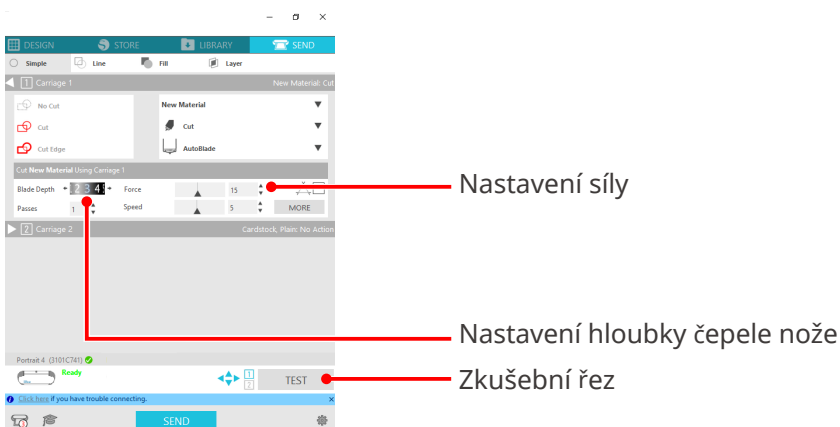 DESIGN STORE LIBRARY SEND
Simple Line Fill Layer
1 Carriage 1 New Material: Cut
No Cut New Material
Cut Cut
Cut Edge AutoBlade
Cut New Material Using Carriage 1
Blade Depth 2 3 4 Force 15 Nastavení síly
Passes 1 Speed 5 MORE
2 Carriage 2 Cardstock, Plain: No Action
Nastavení hloubky čepele nože
Portrait 4 (3101C741)
Ready 1
2
TEST Zkušební řez
Click here if you have trouble connecting.
SEND